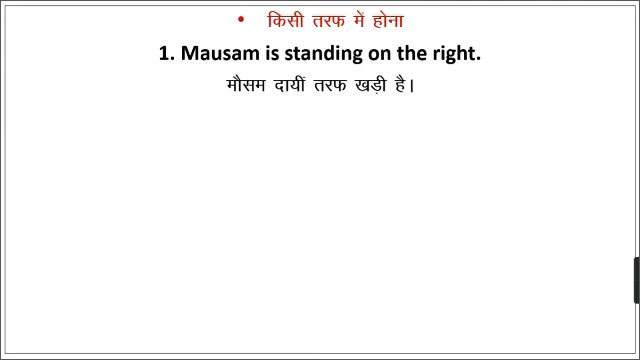 • किसी तरफ में होना
1. Mausam is standing on the right.
मौसम दायीं तरफ खड़ी है।